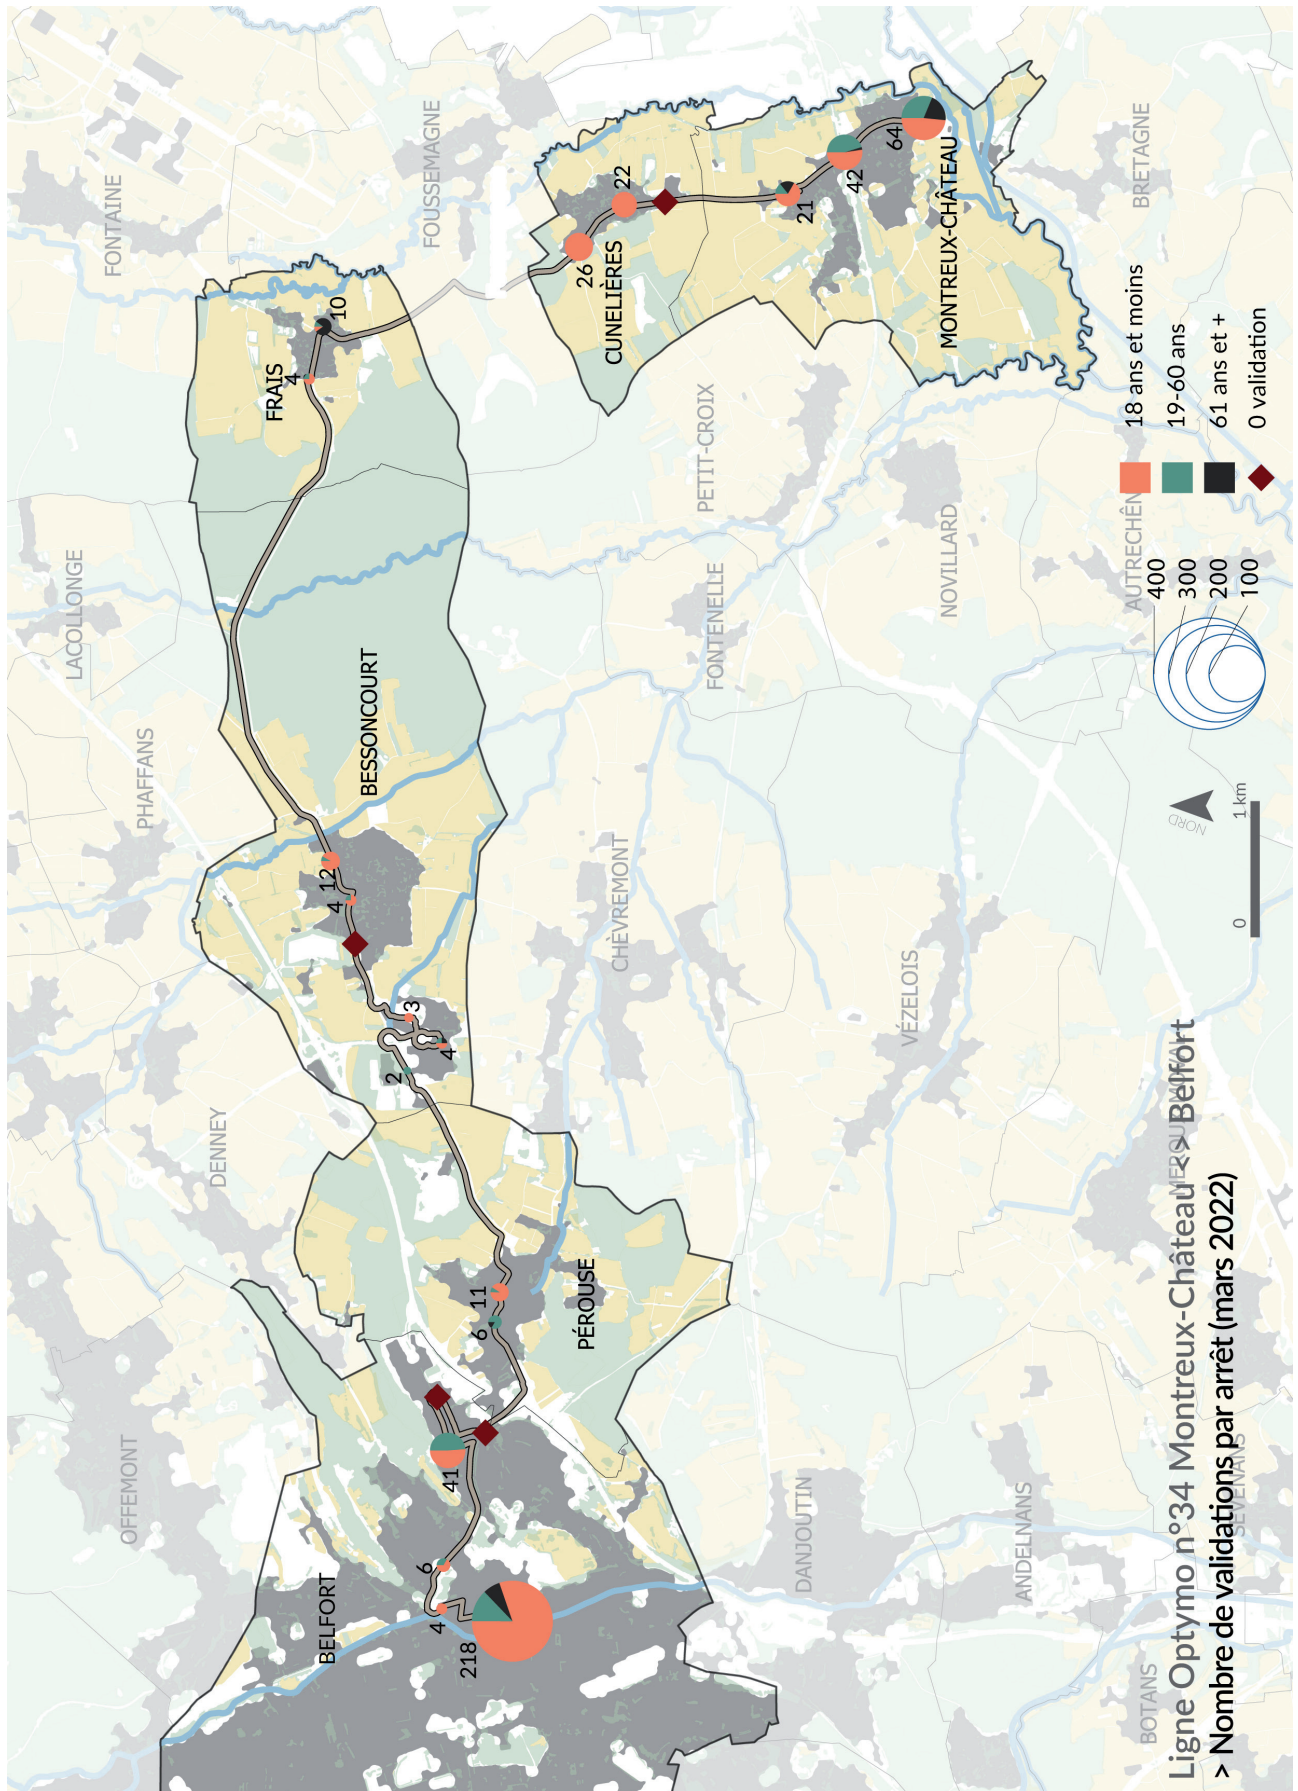 OFFEMONT
DENNEY
PHAFFANS
LACOLLONGE
FONTAINE
FOUSSEMAGNE
BELFORT
218
4
6
41
PÉROUSE
6
11
BESSONCOURT
2
4
3
4
12
FRAIS
4
10
CUNELIÈRES
26
22
21
42
64
MONTREUX-CHÂTEAU
BRETAGNE
PETIT-CROIX
NOVILLARD
FONTENELLE
CHÈVREMONT
VÉZELOIS
DANJOUTIN
ANDELNANS
SEVENANS
BOTANS
AUTRECHÊN
NORD
0
1 km
400
300
200
100
18 ans et moins
19-60 ans
61 ans et +
0 validation
Ligne Optymo n°34 Montreux-Château < > Belfort
> Nombre de validations par arrêt (mars 2022)